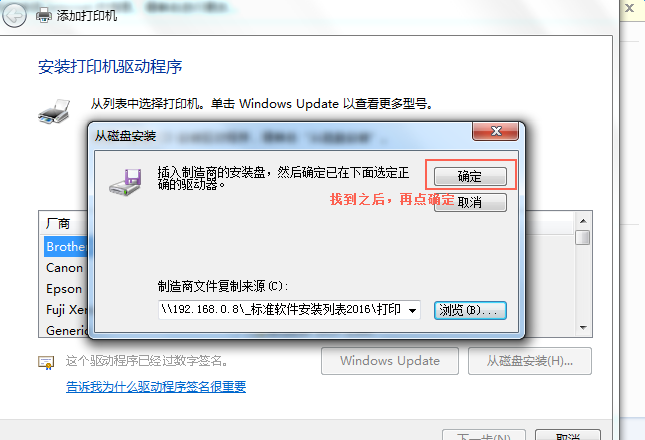 添加打印机
安装打印机驱动程序
从列表中选择打印机。单击 Windows Update 以查看更多型号。
从磁盘安装
插入制造商的安装盘，然后确定已在下面选定正
确的驱动器。
确定
取消
找到之后，再点确定
厂商
Brothe
Canon
Epson
Fuji Xe
Generic
制造商文件复制来源(C):
\\192.168.0.8\_标准软件安装列表2016\打印
浏览(B)...
这个驱动程序已经过数字签名。
Windows Update
从磁盘安装(H)...
告诉我为什么驱动程序签名很重要
下一步(N)
取消